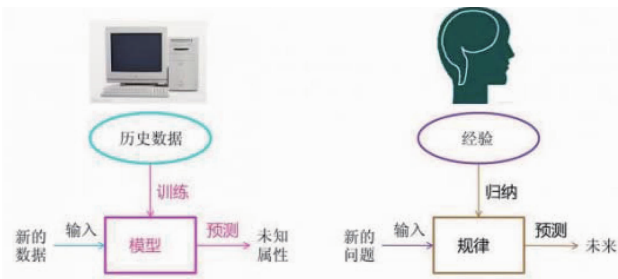 历史数据
训练
新的
数据
输入
模型
预测
未知
属性
经验
归纳
新的
问题
输入
规律
预测
未来